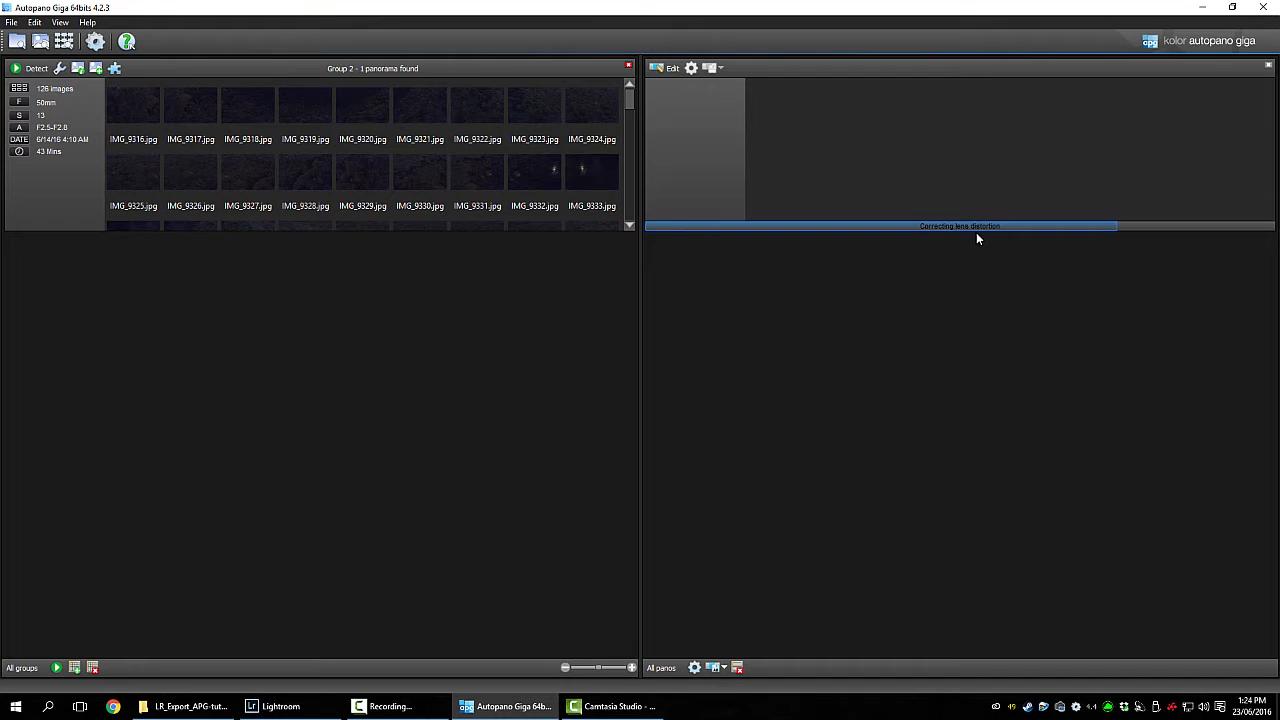 Autopano Giga 64bits 4.2.3
File Edit View Help
kolor autopano giga
Detect
Group 2 - 1 panorama found
Edit
126 images
F 50mm
S 13
A F2.5-F2.8
DATE 6/14/16 4:10 AM
43 Mins
IMG_9316.jpg IMG_9317.jpg IMG_9318.jpg IMG_9319.jpg IMG_9320.jpg IMG_9321.jpg IMG_9322.jpg IMG_9323.jpg IMG_9324.jpg
IMG_9325.jpg IMG_9326.jpg IMG_9327.jpg IMG_9328.jpg IMG_9329.jpg IMG_9330.jpg IMG_9331.jpg IMG_9332.jpg IMG_9333.jpg
Correcting lens distortion
All groups
All panos
LR_Export_APG-tut...
Lightroom
Recording...
Autopano Giga 64b...
Camtasia Studio - ...
1:24 PM
23/06/2016